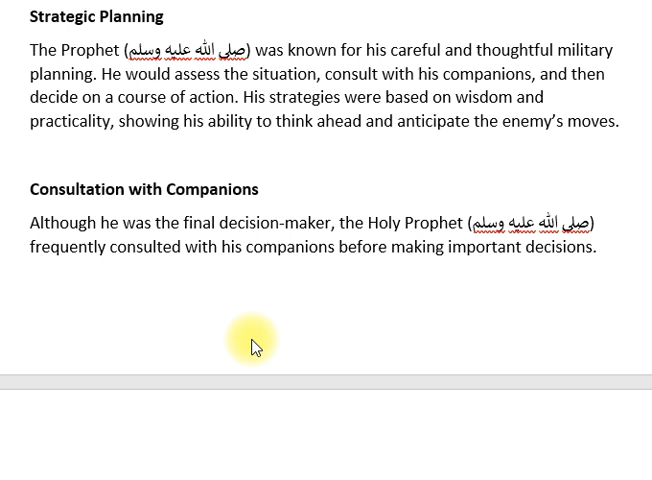 Strategic Planning
The Prophet (صلى الله عليه وسلم) was known for his careful and thoughtful military
planning. He would assess the situation, consult with his companions, and then
decide on a course of action. His strategies were based on wisdom and
practicality, showing his ability to think ahead and anticipate the enemy’s moves.
Consultation with Companions
Although he was the final decision-maker, the Holy Prophet (صلى الله عليه وسلم)
frequently consulted with his companions before making important decisions.